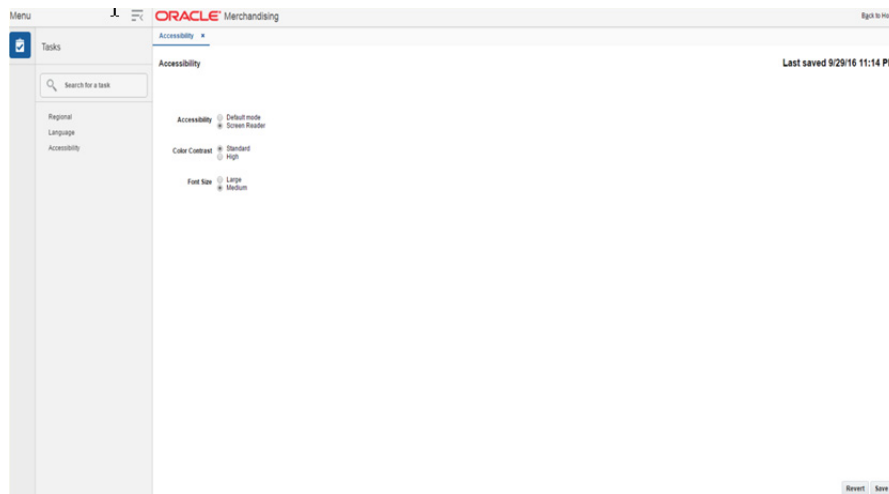 Menu
ORACLE® Merchandising
Back to Ho
Tasks
Accessibility ×
Accessibility
Last saved 9/29/16 11:14 P
Search for a task
Regional
Language
Accessibility
Accessibility Default mode
Screen Reader
Color Contrast Standard
High
Font Size Large
Medium
Revert Save